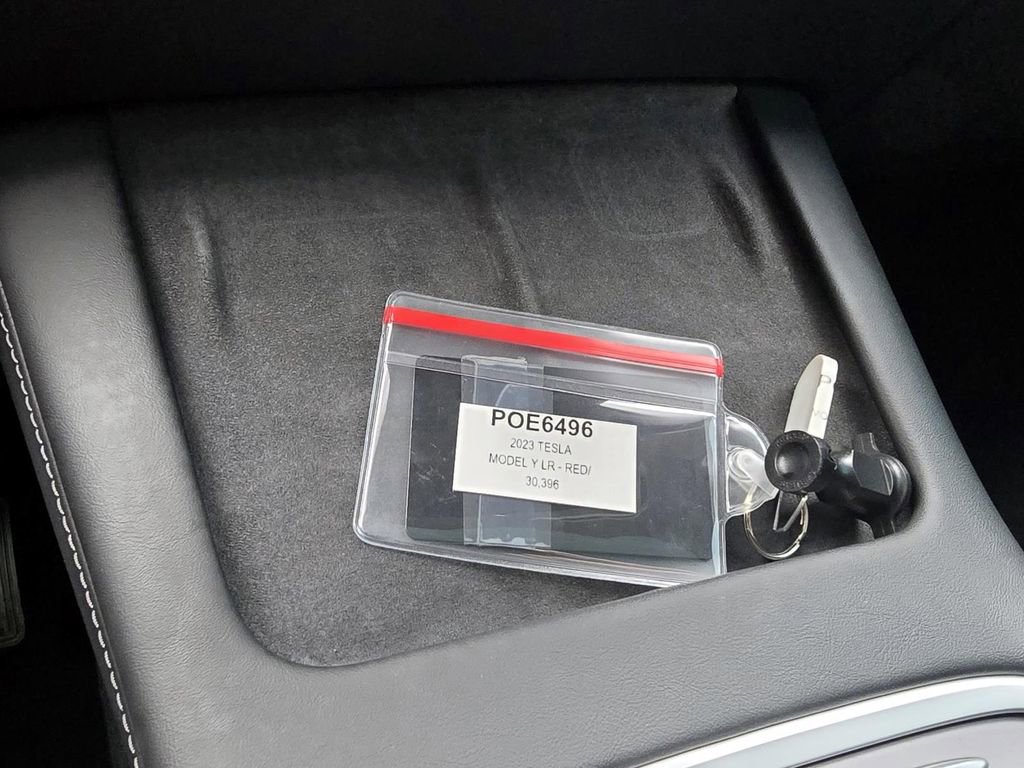 POE6496
2023 TESLA
MODEL Y LR - RED/
30,396